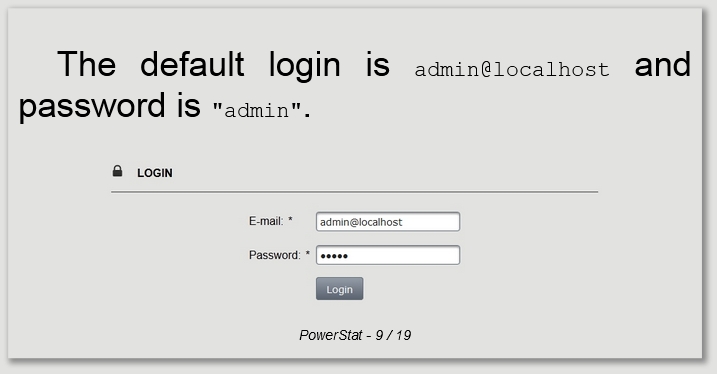 The default login is admin@localhost and
password is "admin".
LOGIN
E-mail: * admin@localhost
Password: * •••••
Login
PowerStat - 9 / 19